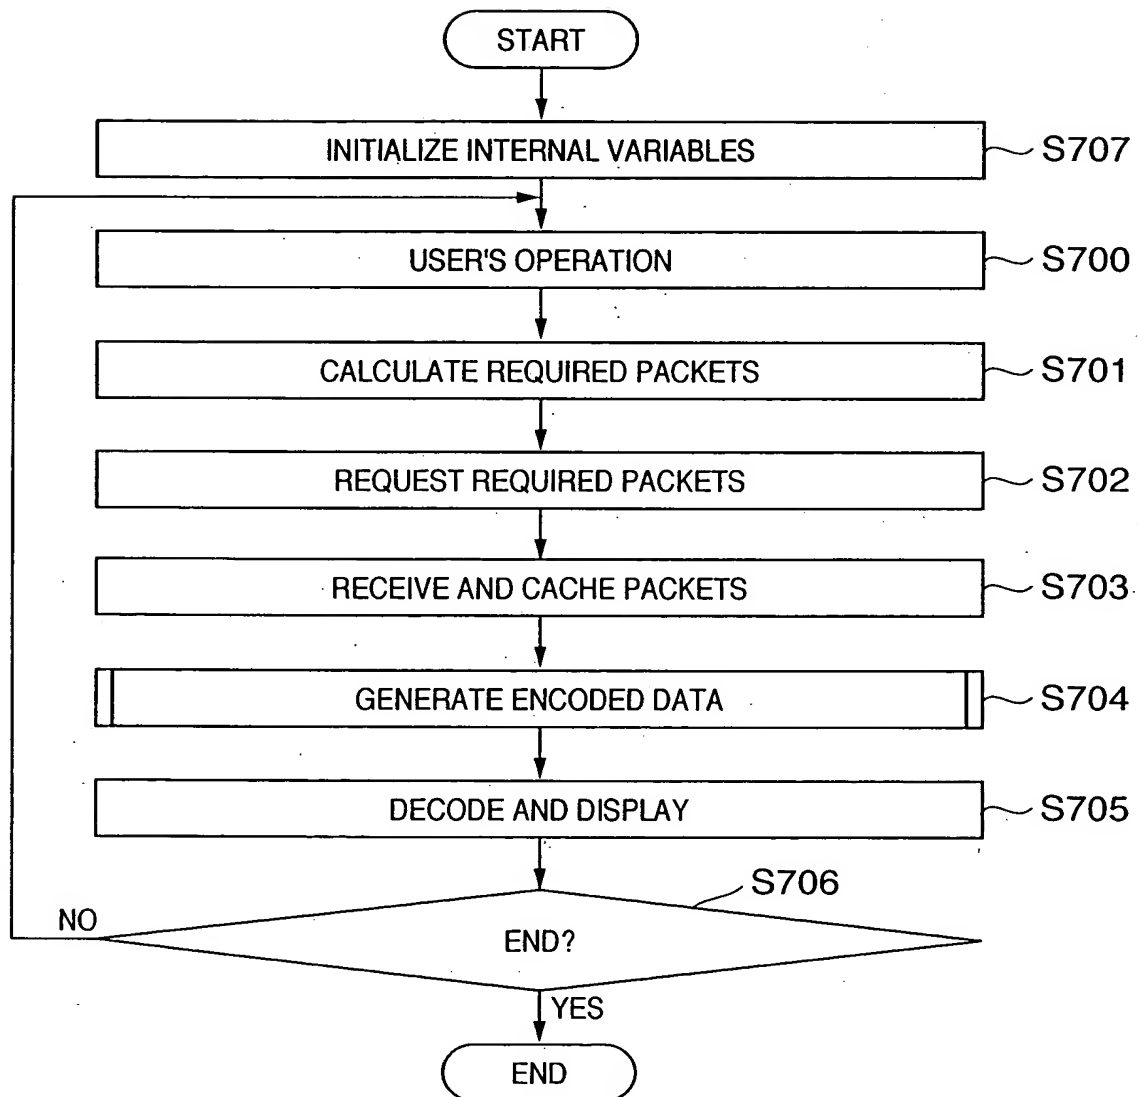 START
INITIALIZE INTERNAL VARIABLES
S707
USER'S OPERATION
S700
CALCULATE REQUIRED PACKETS
S701
REQUEST REQUIRED PACKETS
S702
RECEIVE AND CACHE PACKETS
S703
GENERATE ENCODED DATA
S704
DECODE AND DISPLAY
S705
S706
NO
END?
YES
END